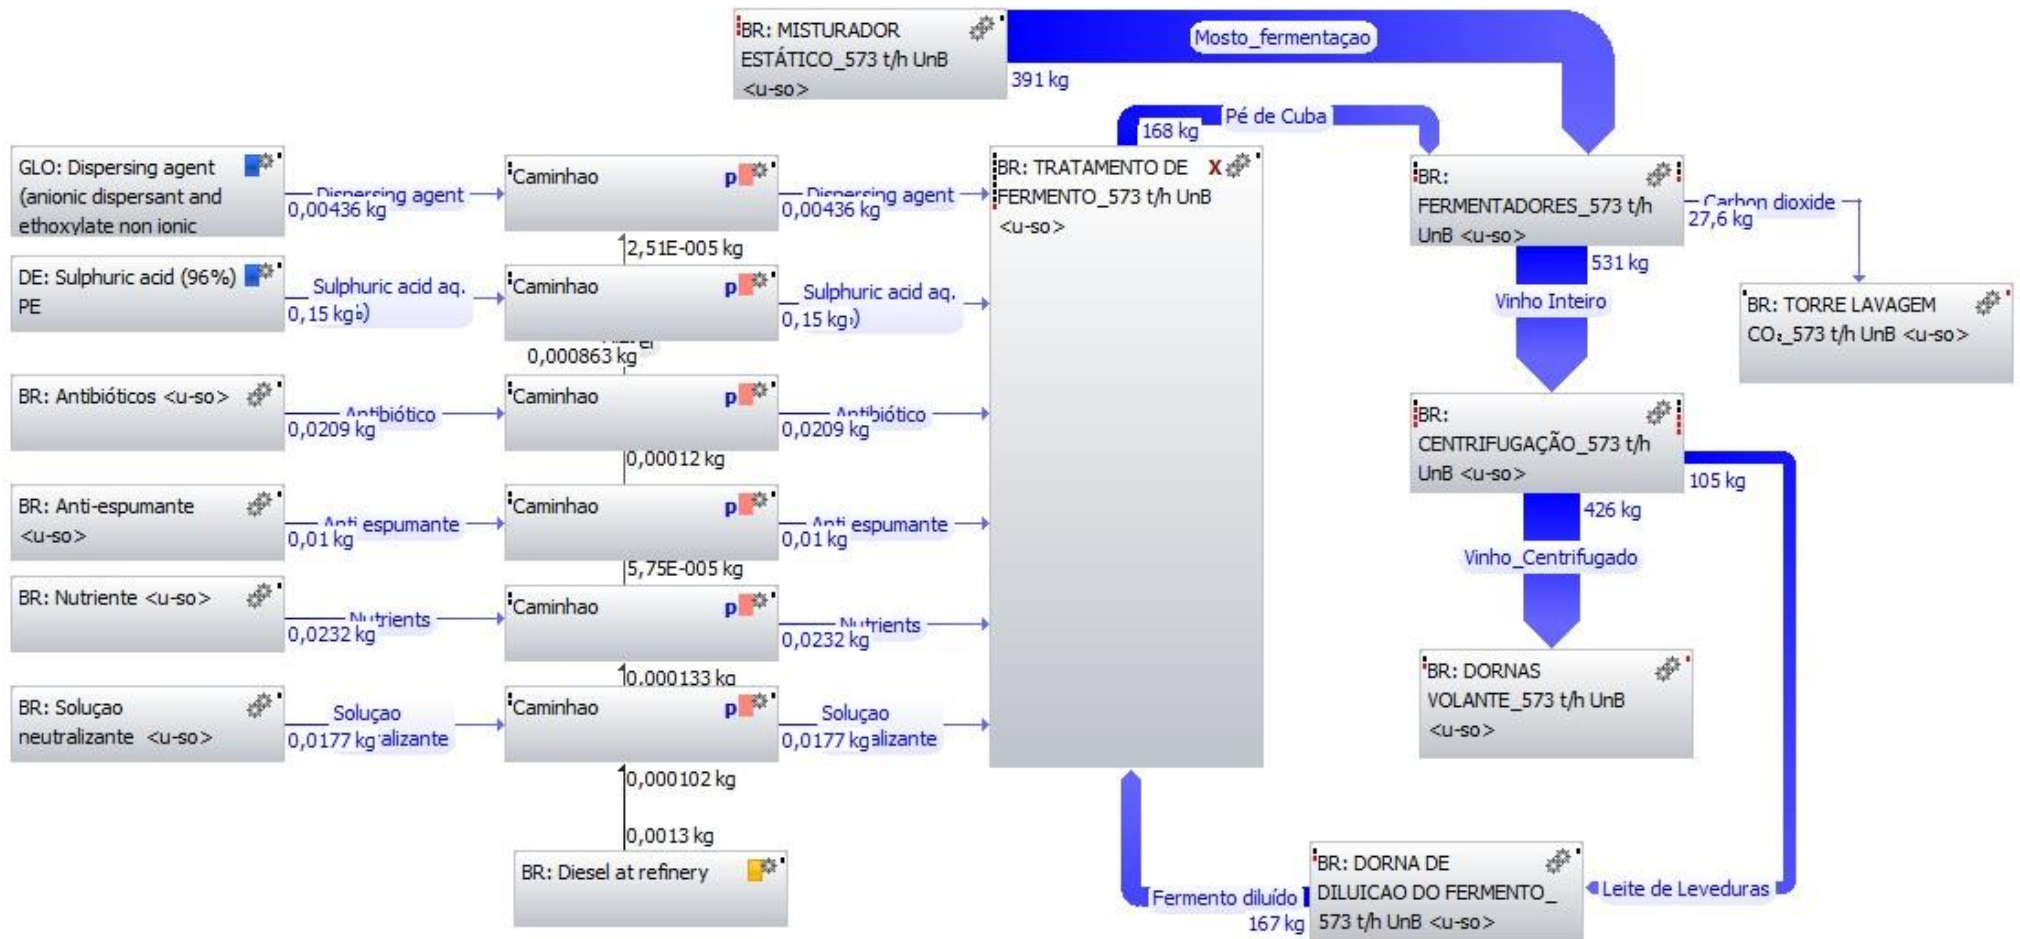 BR: MISTURADOR
ESTÁTICO_573 t/h UnB
<u-so>
Mosto_fermentaçao
391 kg
168 kg
Pé de Cuba
GLO: Dispersing agent
(anionic dispersant and
ethoxylate non ionic
Dispersing agent
0,00436 kg
Caminhao
p
Dispersing agent
0,00436 kg
BR: TRATAMENTO DE
FERMENTO_573 t/h UnB
<u-so>
X
BR:
FERMENTADORES_573 t/h
UnB <u-so>
Carbon dioxide
27,6 kg
2,51E-005 kg
DE: Sulphuric acid (96%)
PE
Sulphuric acid aq.
0,15 kg
Caminhao
p
Sulphuric acid aq.
0,15 kg
531 kg
Vinho Inteiro
BR: TORRE LAVAGEM
CO₂_573 t/h UnB <u-so>
0,000863 kg
BR: Antibióticos <u-so>
Antibiótico
0,0209 kg
Caminhao
p
Antibiótico
0,0209 kg
BR:
CENTRIFUGAÇÃO_573 t/h
UnB <u-so>
105 kg
0,00012 kg
BR: Anti-espumante
<u-so>
Anti espumante
0,01 kg
Caminhao
p
Anti espumante
0,01 kg
426 kg
Vinho_Centrifugado
5,75E-005 kg
BR: Nutriente <u-so>
Nutrients
0,0232 kg
Caminhao
p
Nutrients
0,0232 kg
BR: DORNAS
VOLANTE_573 t/h UnB
<u-so>
0,000133 kg
BR: Soluçao
neutralizante <u-so>
Soluçao
0,0177 kg alizante
Caminhao
p
Soluçao
0,0177 kg alizante
0,000102 kg
0,0013 kg
BR: Diesel at refinery
Fermento diluído
167 kg
BR: DORNA DE
DILUICAO DO FERMENTO_
573 t/h UnB <u-so>
Leite de Leveduras